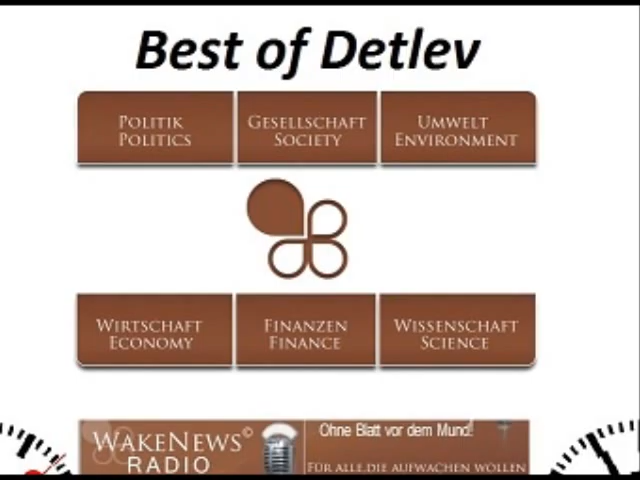 Best of Detlev
Politik
Politics
Gesellschaft
Society
Umwelt
Environment
Wirtschaft
Economy
Finanzen
Finance
Wissenschaft
Science
WakeNews©
RADIO
Ohne Blatt vor dem Mund!
FÜR ALLE,DIE AUFWACHEN WOLLEN